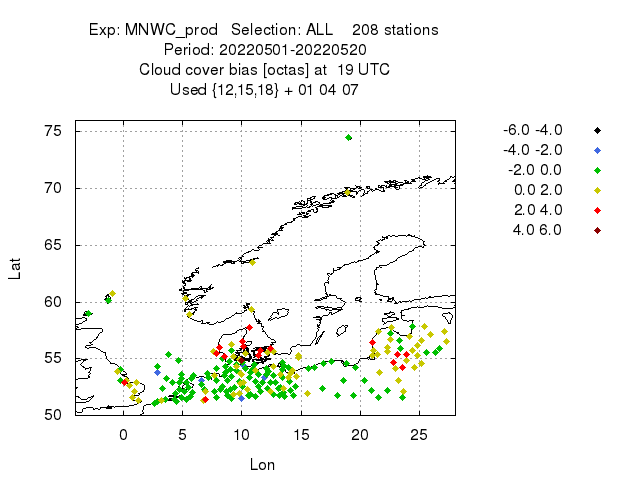 Exp: MNWC_prod Selection: ALL 208 stations
Period: 20220501-20220520
Cloud cover bias [octas] at 19 UTC
Used {12,15,18} + 01 04 07
75
70
65
60
55
50
0 5 10 15 20 25
Lat
Lon
-6.0 -4.0
-4.0 -2.0
-2.0 0.0
0.0 2.0
2.0 4.0
4.0 6.0